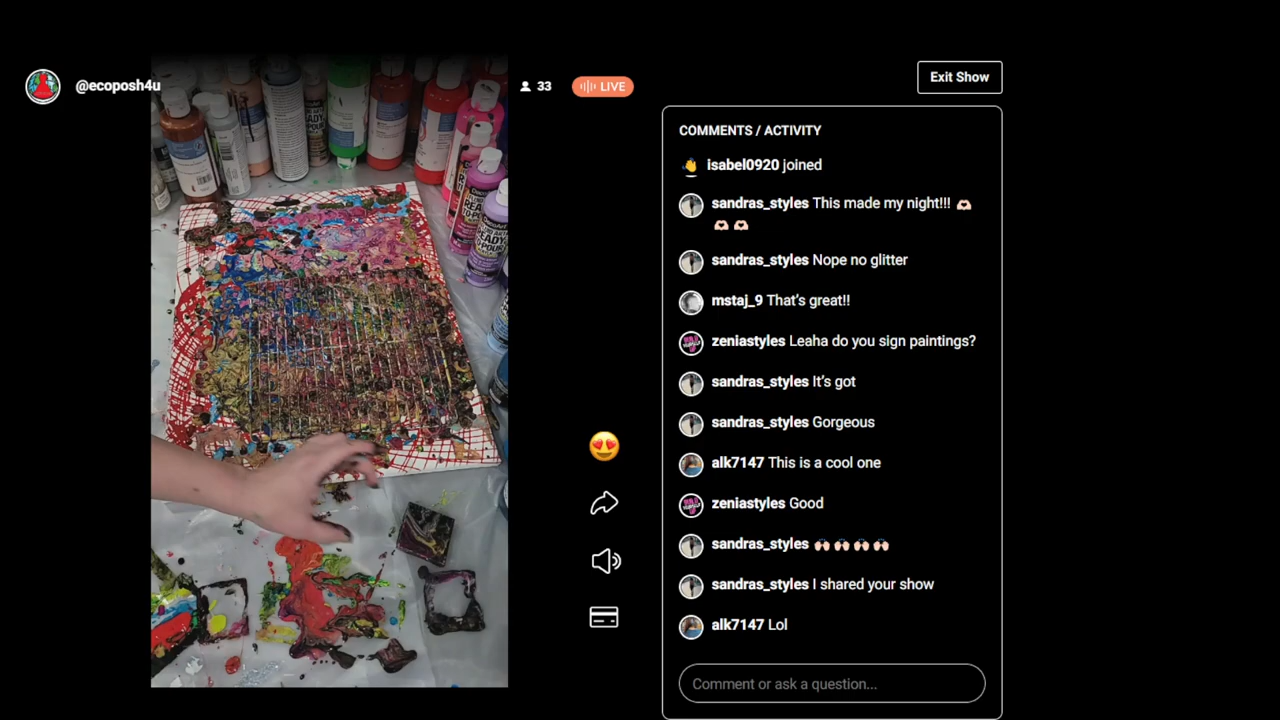 @ecoposh4u
33
LIVE
Exit Show
COMMENTS / ACTIVITY
isabel0920 joined
sandras_styles This made my night!!! 🫶🏻
🫶🏻 🫶🏻
sandras_styles Nope no glitter
mstaj_9 That's great!!
zeniastyles Leaha do you sign paintings?
sandras_styles It's got
sandras_styles Gorgeous
alk7147 This is a cool one
zeniastyles Good
sandras_styles 🙌🏻 🙌🏻 🙌🏻 🙌🏻
sandras_styles I shared your show
alk7147 Lol
Comment or ask a question...
READY